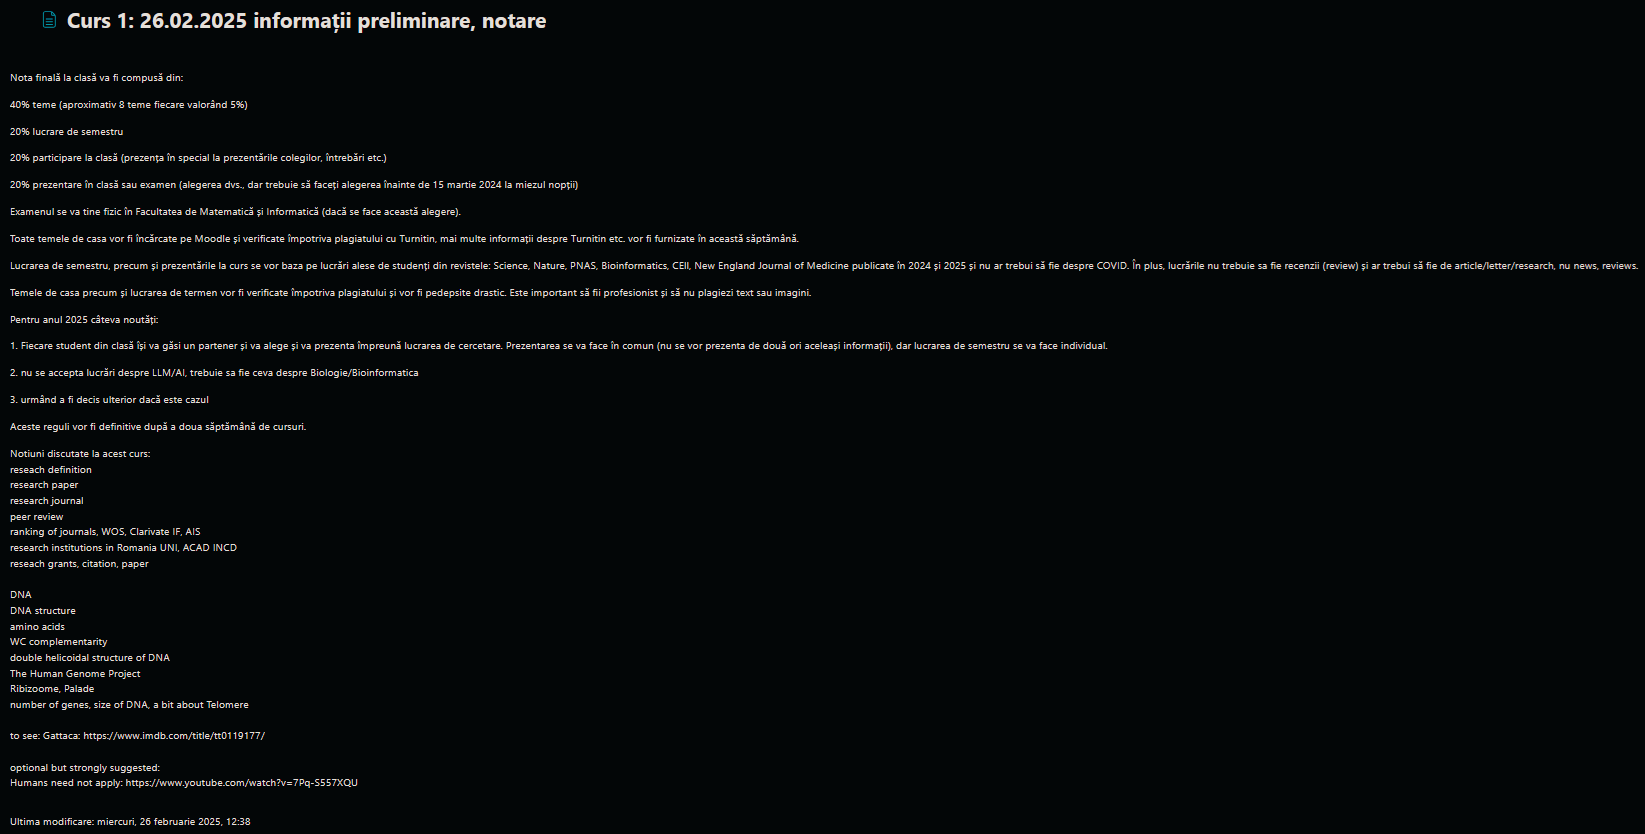 Curs 1: 26.02.2025 informații preliminare, notare
Nota finală la clasă va fi compusă din:
40% teme (aproximativ 8 teme fiecare valorând 5%)
20% lucrare de semestru
20% participare la clasă (prezența în special la prezentările colegilor, întrebări etc.)
20% prezentare în clasă sau examen (alegerea dvs., dar trebuie să faceți alegerea înainte de 15 martie 2024 la miezul nopții)
Examenul se va tine fizic în Facultatea de Matematică și Informatică (dacă se face această alegere).
Toate temele de casa vor fi încărcate pe Moodle și verificate împotriva plagiatului cu Turnitin, mai multe informații despre Turnitin etc. vor fi furnizate în această săptămână.
Lucrarea de semestru, precum și prezentările la curs se vor baza pe lucrări alese de studenți din revistele: Science, Nature, PNAS, Bioinformatics, CEll, New England Journal of Medicine publicate în 2024 și 2025 și nu ar trebui să fie despre COVID. În plus, lucrările nu trebuie sa fie recenzii (review) și ar trebui să fie de article/letter/research, nu news, reviews.
Temele de casa precum și lucrarea de termen vor fi verificate împotriva plagiatului și vor fi pedepsite drastic. Este important să fii profesionist și să nu plagiezi text sau imagini.
Pentru anul 2025 câteva noutăți:
1. Fiecare student din clasă își va găsi un partener și va alege și va prezenta împreună lucrarea de cercetare. Prezentarea se va face în comun (nu se vor prezenta de două ori aceleași informații), dar lucrarea de semestru se va face individual.
2. nu se accepta lucrări despre LLM/AI, trebuie sa fie ceva despre Biologie/Bioinformatica
3. urmând a fi decis ulterior dacă este cazul
Aceste reguli vor fi definitive după a doua săptămână de cursuri.
Notiuni discutate la acest curs:
reseach definition
research paper
research journal
peer review
ranking of journals, WOS, Clarivate IF, AIS
research institutions in Romania UNI, ACAD INCD
reseach grants, citation, paper
DNA
DNA structure
amino acids
WC complementarity
double helicoidal structure of DNA
The Human Genome Project
Ribizoome, Palade
number of genes, size of DNA, a bit about Telomere
to see: Gattaca: https://www.imdb.com/title/tt0119177/
optional but strongly suggested:
Humans need not apply: https://www.youtube.com/watch?v=7Pq-S557XQU
Ultima modificare: miercuri, 26 februarie 2025, 12:38